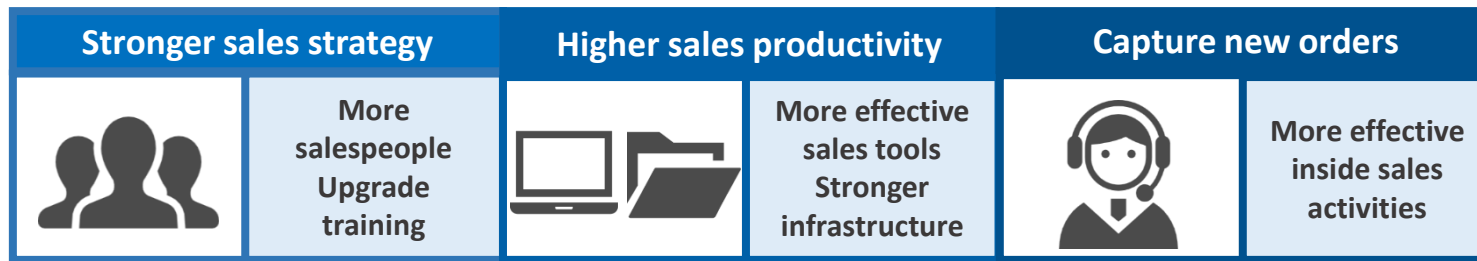 Stronger sales strategy
More
salespeople
Upgrade
training
Higher sales productivity
More effective
sales tools
Stronger
infrastructure
Capture new orders
More effective
inside sales
activities